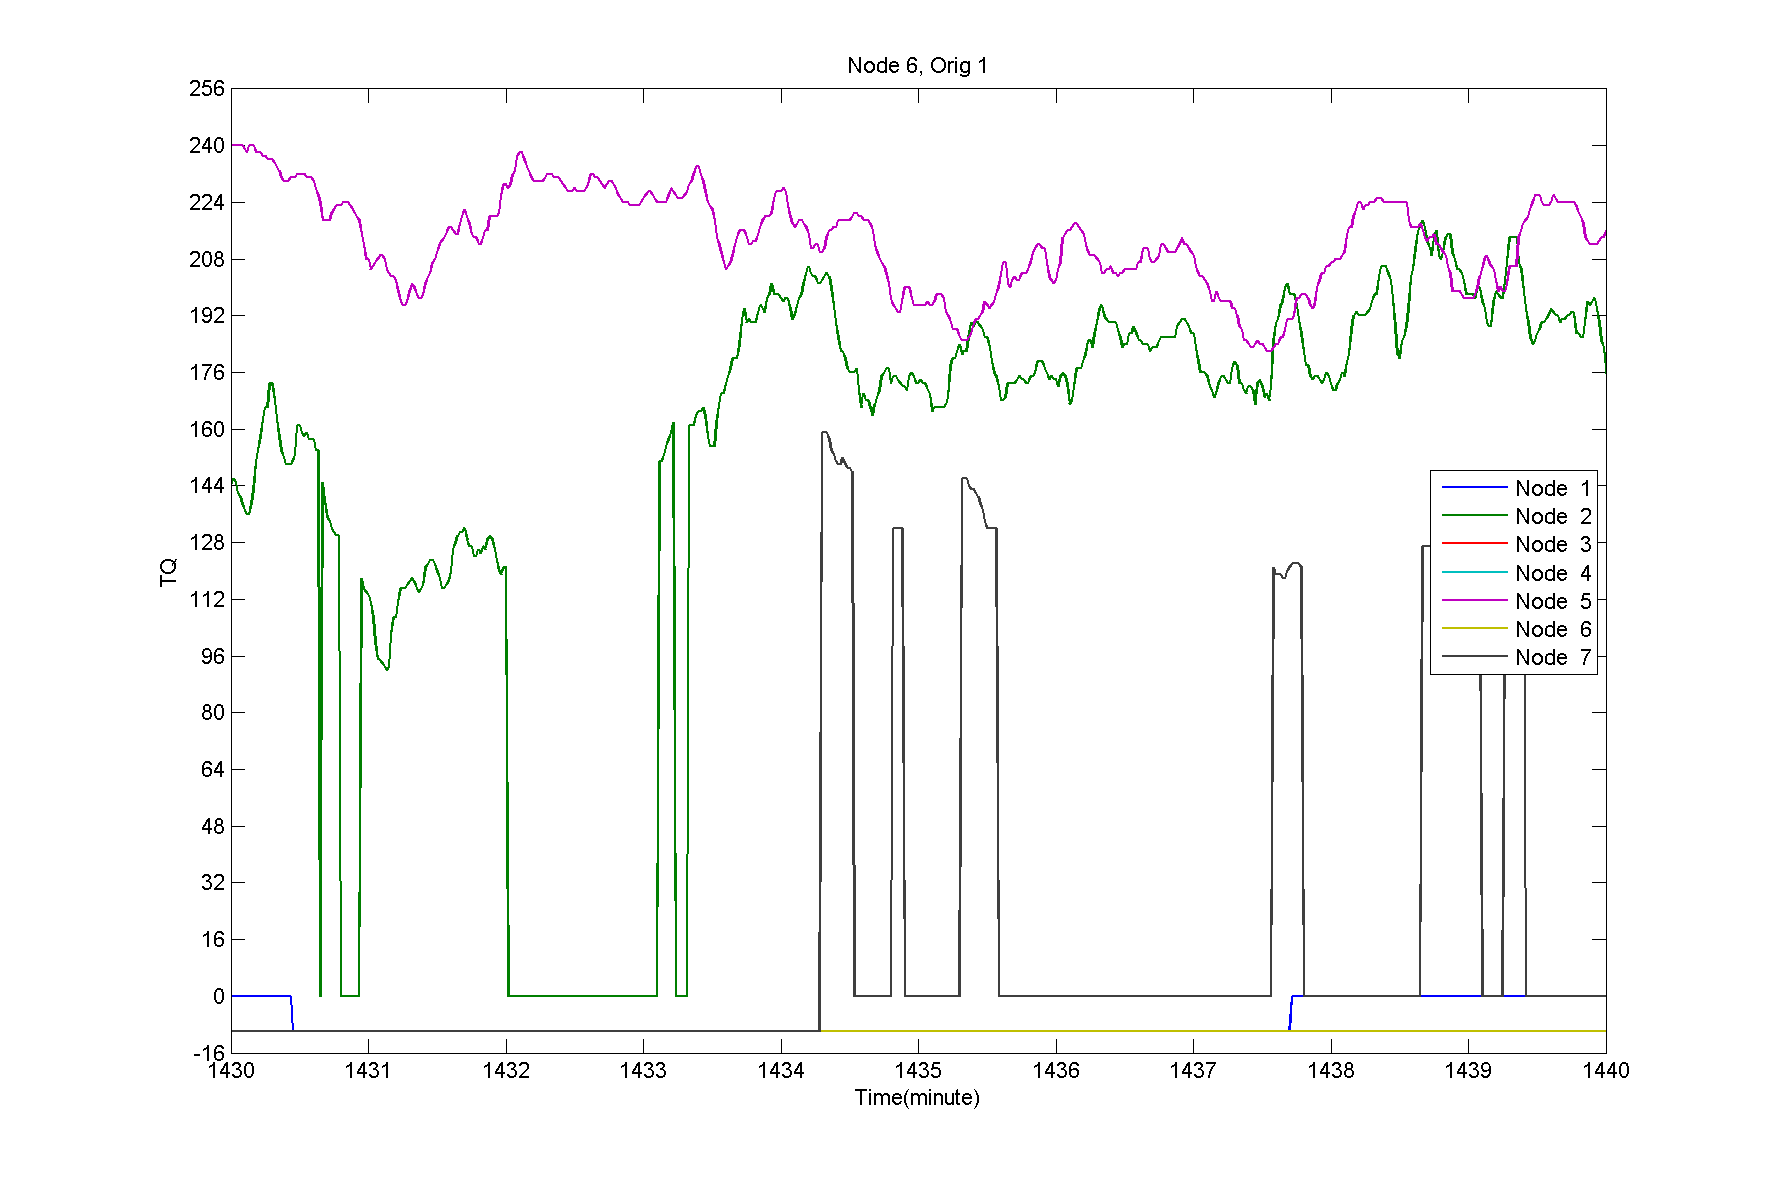 Node 6, Orig 1
256
240
224
208
192
176
160
144
128
112
96
80
64
48
32
16
0
-16
TQ
Node 1
Node 2
Node 3
Node 4
Node 5
Node 6
Node 7
1430 1431 1432 1433 1434 1435 1436 1437 1438 1439 1440
Time(minute)